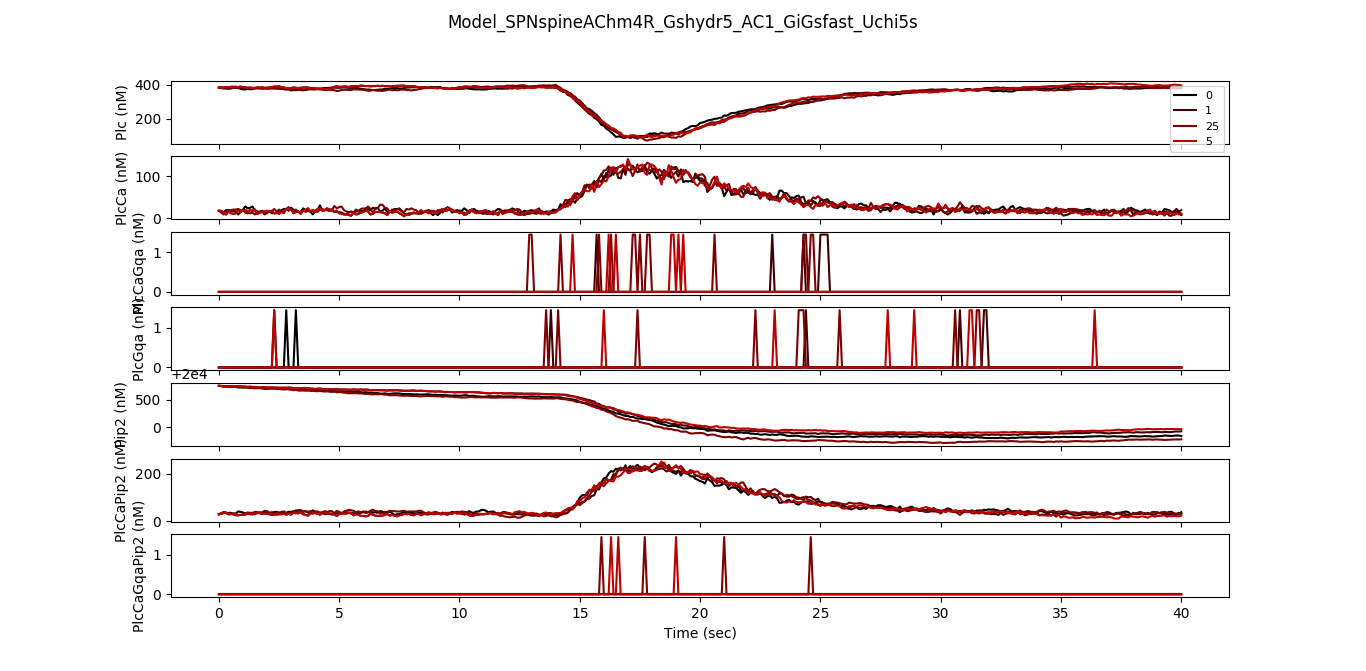 Model_SPNspineAChm4R_Gshydr5_AC1_GiGsfast_Uchi5s
Plc (nM)
400
200
0
1
25
5
PlcCa (nM)
100
0
PlcCaGqa (nM)
1
0
PlcGqa (nM)
1
0
+2e4
Pip2 (nM)
500
0
PlcCaPip2 (nM)
200
0
PlcCaGqaPip2 (nM)
1
0
0 5 10 15 20 25 30 35 40
Time (sec)